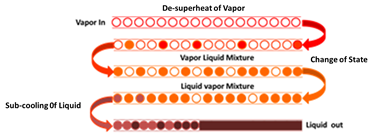 De-superheat of Vapor
Vapor In
Vapor Liquid Mixture
Change of State
Liquid vapor Mixture
Sub-cooling 0f Liquid
Liquid out